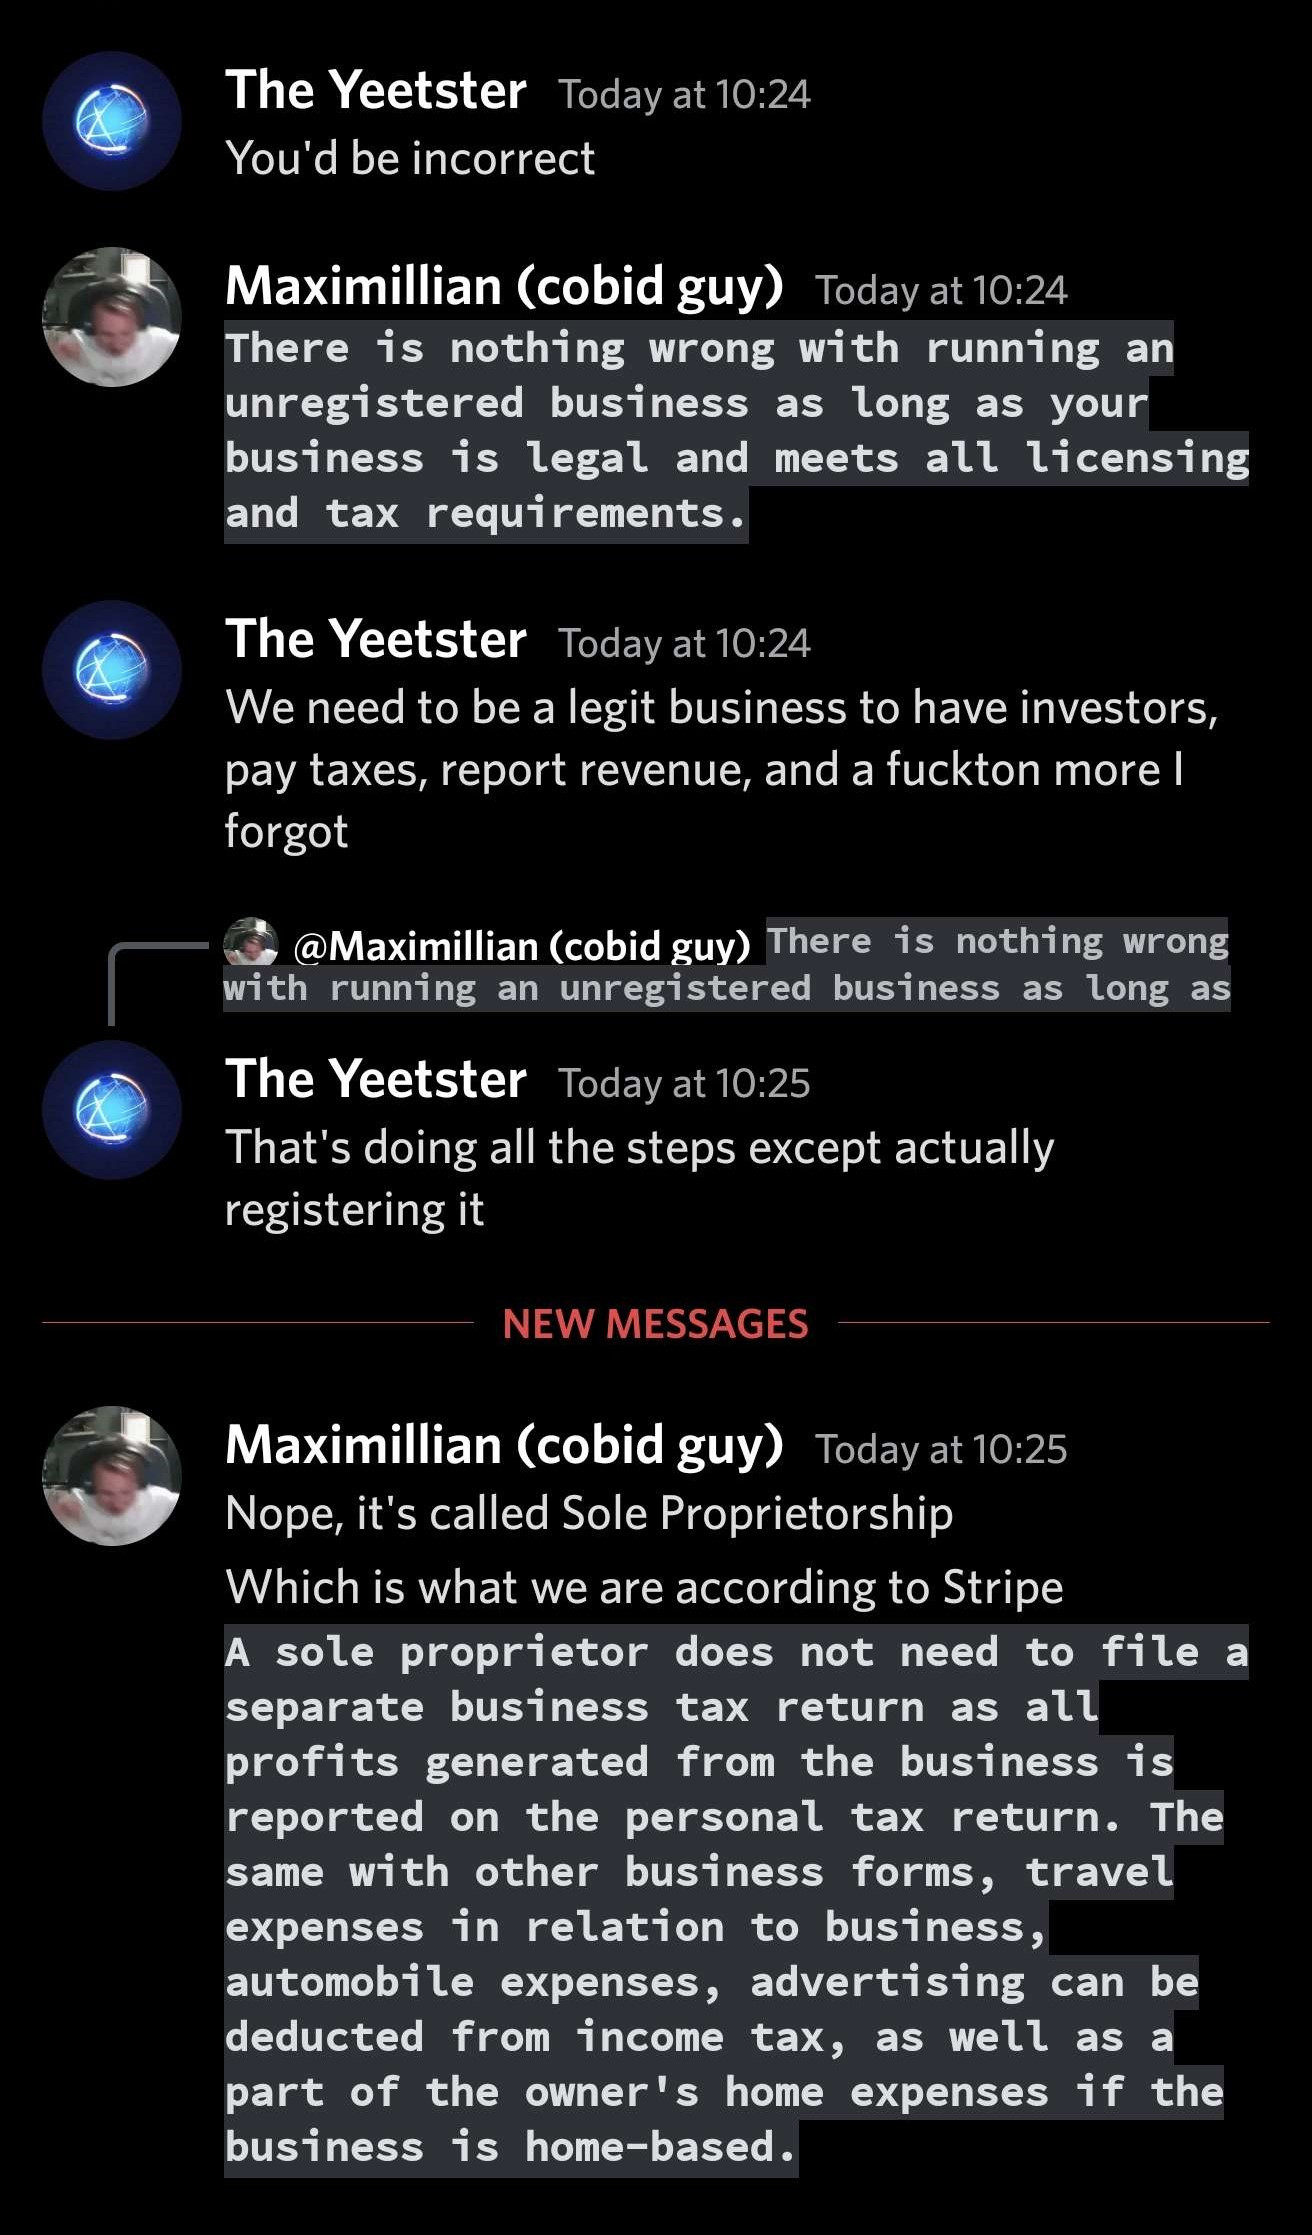 The Yeetster Today at 10:24
You'd be incorrect
Maximillian (cobid guy) Today at 10:24
There is nothing wrong with running an
unregistered business as long as your
business is legal and meets all licensing
and tax requirements.
The Yeetster Today at 10:24
We need to be a legit business to have investors,
pay taxes, report revenue, and a fuckton more I
forgot
@Maximillian (cobid guy) There is nothing wrong
with running an unregistered business as long as
The Yeetster Today at 10:25
That's doing all the steps except actually
registering it
NEW MESSAGES
Maximillian (cobid guy) Today at 10:25
Nope, it's called Sole Proprietorship
Which is what we are according to Stripe
A sole proprietor does not need to file a
separate business tax return as all
profits generated from the business is
reported on the personal tax return. The
same with other business forms, travel
expenses in relation to business,
automobile expenses, advertising can be
deducted from income tax, as well as a
part of the owner's home expenses if the
business is home-based.